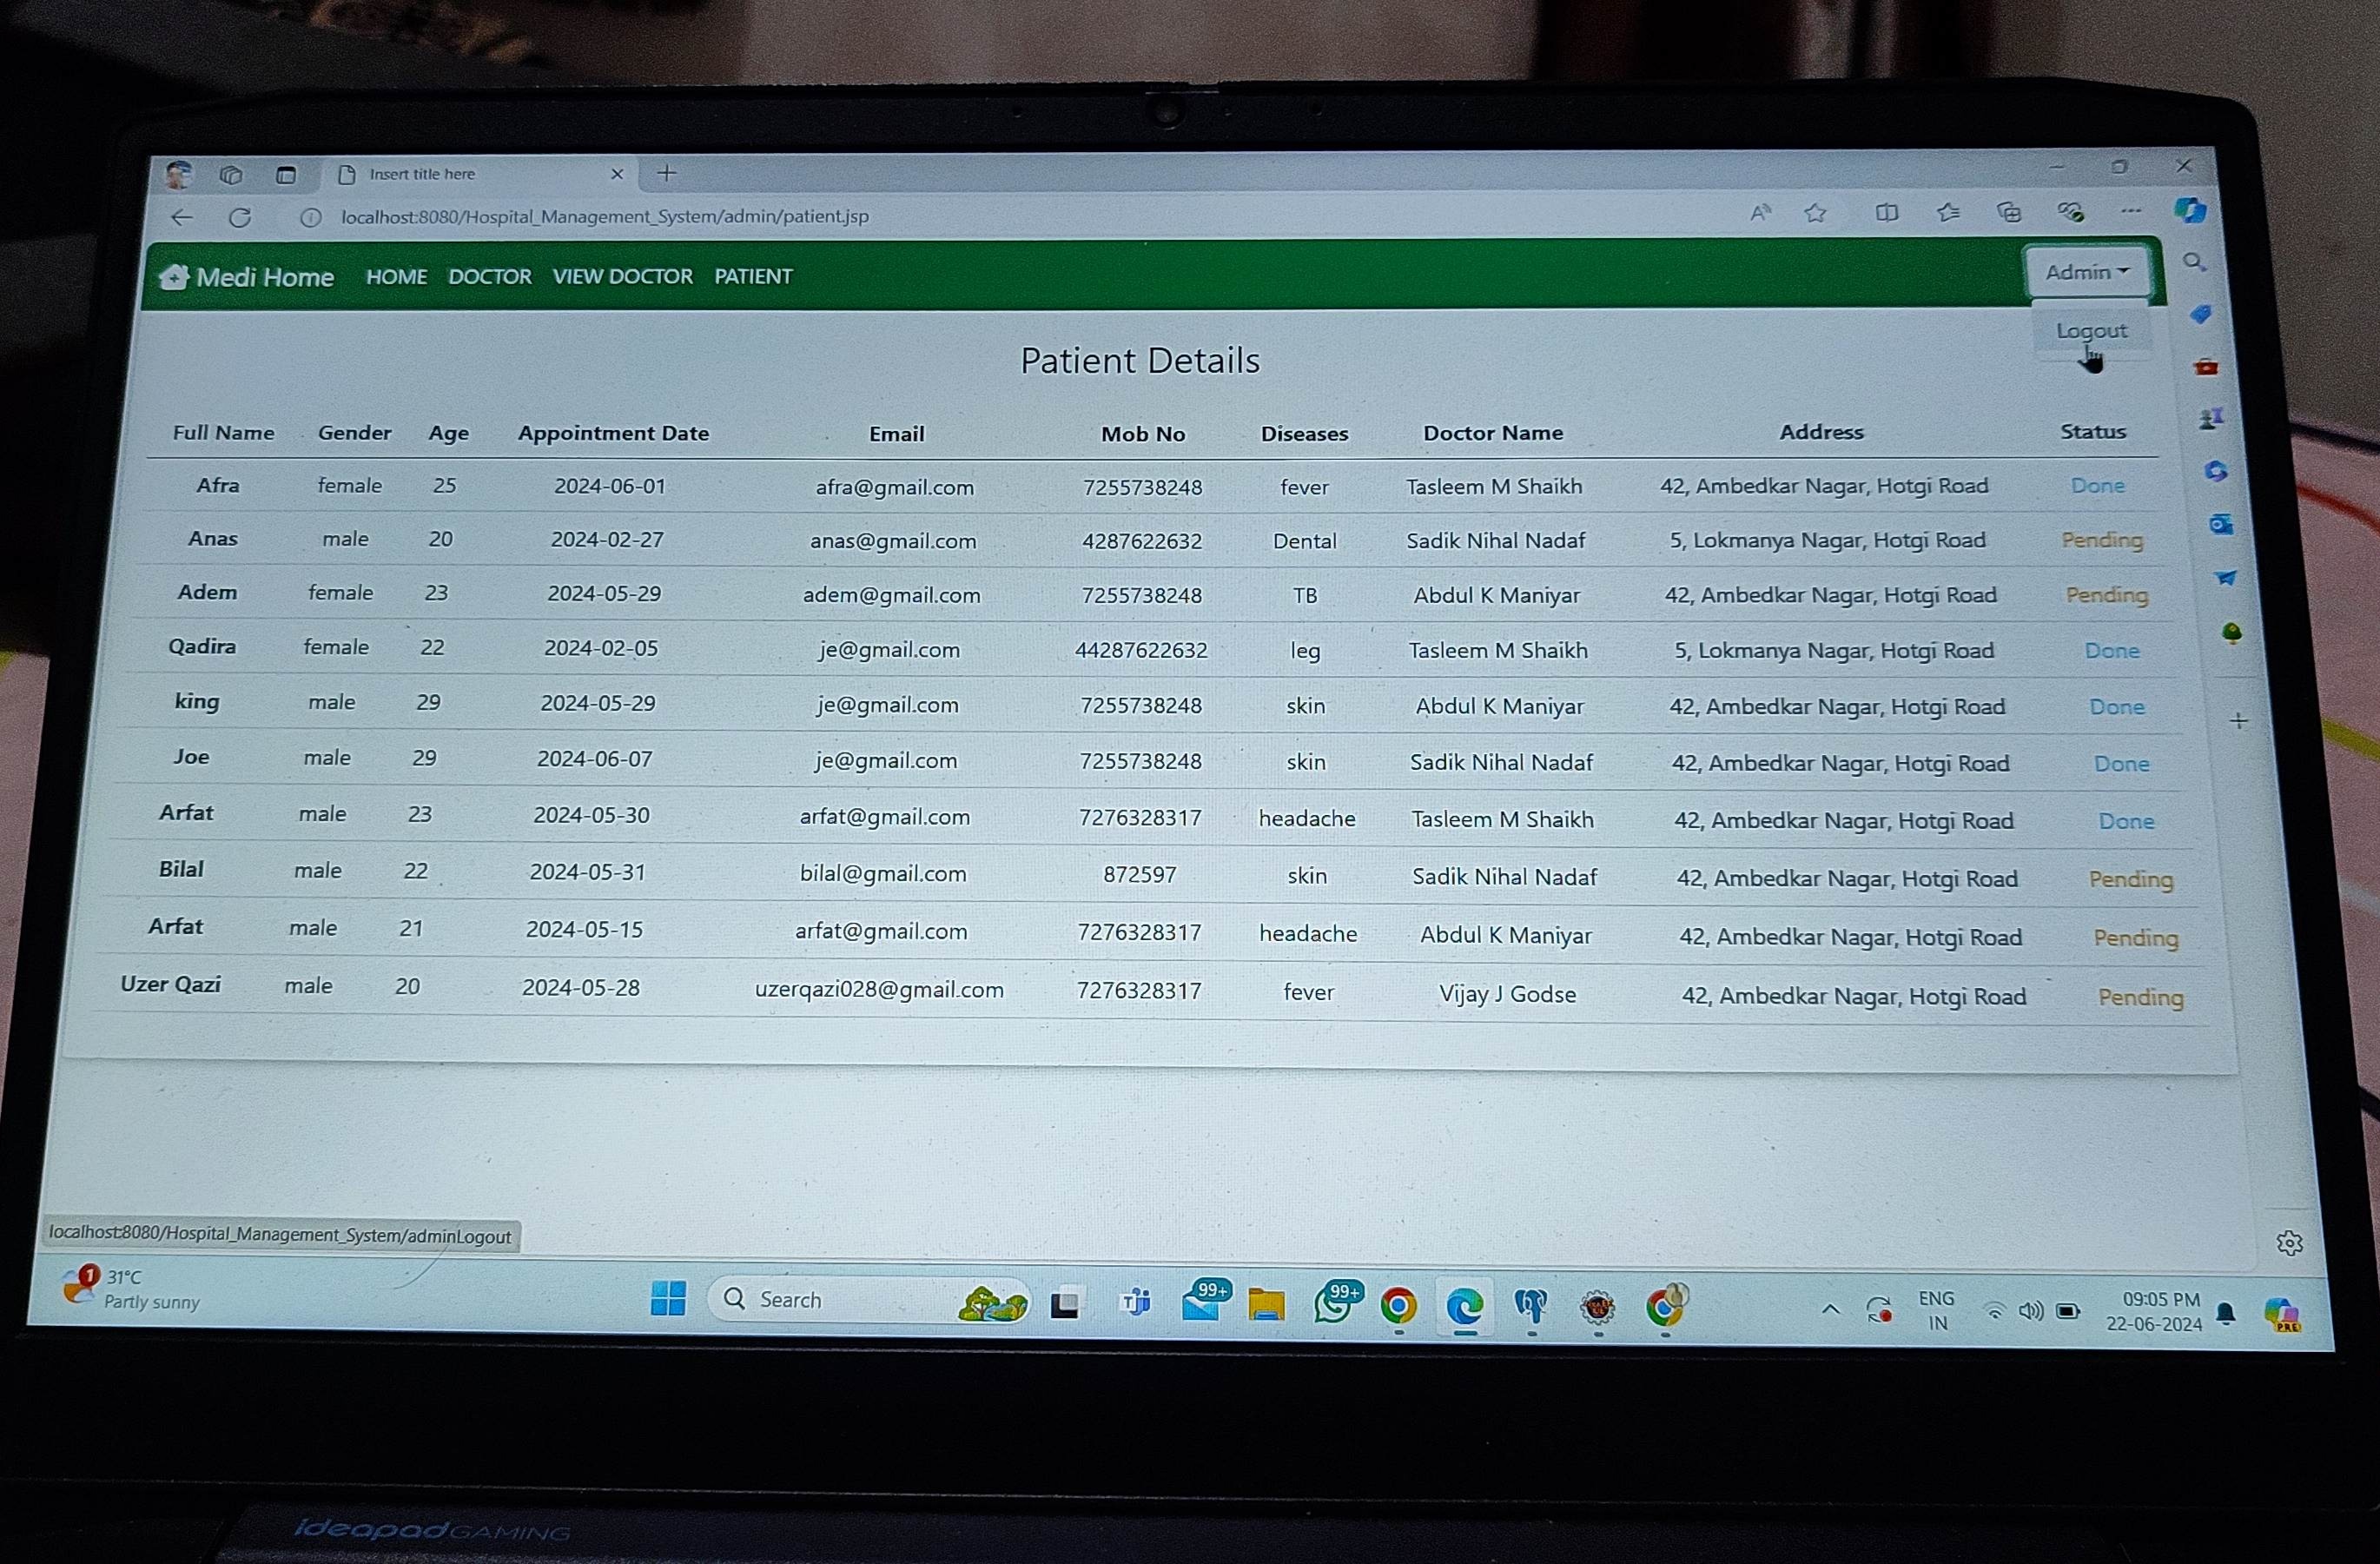 Insert title here
localhost:8080/Hospital_Management_System/admin/patient.jsp
Medi Home HOME DOCTOR VIEW DOCTOR PATIENT Admin
Logout
Patient Details
Full Name Gender Age Appointment Date Email Mob No Diseases Doctor Name Address Status
Afra female 25 2024-06-01 afra@gmail.com 7255738248 fever Tasleem M Shaikh 42, Ambedkar Nagar, Hotgi Road Done
Anas male 20 2024-02-27 anas@gmail.com 4287622632 Dental Sadik Nihal Nadaf 5, Lokmanya Nagar, Hotgi Road Pending
Adem female 23 2024-05-29 adem@gmail.com 7255738248 TB Abdul K Maniyar 42, Ambedkar Nagar, Hotgi Road Pending
Qadira female 22 2024-02-05 je@gmail.com 44287622632 leg Tasleem M Shaikh 5, Lokmanya Nagar, Hotgi Road Done
king male 29 2024-05-29 je@gmail.com 7255738248 skin Abdul K Maniyar 42, Ambedkar Nagar, Hotgi Road Done
Joe male 29 2024-06-07 je@gmail.com 7255738248 skin Sadik Nihal Nadaf 42, Ambedkar Nagar, Hotgi Road Done
Arfat male 23 2024-05-30 arfat@gmail.com 7276328317 headache Tasleem M Shaikh 42, Ambedkar Nagar, Hotgi Road Done
Bilal male 22 2024-05-31 bilal@gmail.com 872597 skin Sadik Nihal Nadaf 42, Ambedkar Nagar, Hotgi Road Pending
Arfat male 21 2024-05-15 arfat@gmail.com 7276328317 headache Abdul K Maniyar 42, Ambedkar Nagar, Hotgi Road Pending
Uzer Qazi male 20 2024-05-28 uzerqazi028@gmail.com 7276328317 fever Vijay J Godse 42, Ambedkar Nagar, Hotgi Road Pending
localhost:8080/Hospital_Management_System/adminLogout
1 31°C
Partly sunny
Search
99+ 99+
ENG
IN
09:05 PM
22-06-2024
PRE
ideapad GAMING